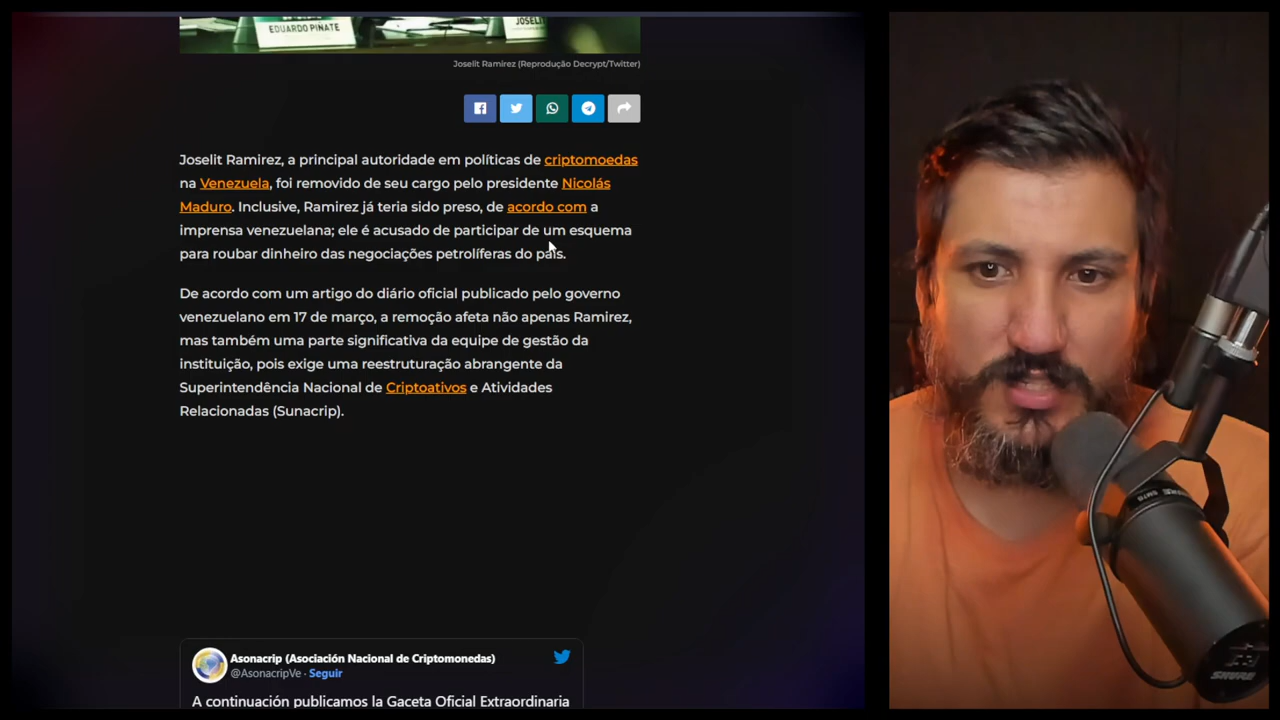 EDUARDO PIÑATE
JOSELIT
Joselit Ramirez (Reprodução Decrypt/Twitter)
Joselit Ramirez, a principal autoridade em políticas de criptomoedas
na Venezuela, foi removido de seu cargo pelo presidente Nicolás
Maduro. Inclusive, Ramirez já teria sido preso, de acordo com a
imprensa venezuelana; ele é acusado de participar de um esquema
para roubar dinheiro das negociações petrolíferas do país.
De acordo com um artigo do diário oficial publicado pelo governo
venezuelano em 17 de março, a remoção afeta não apenas Ramirez,
mas também uma parte significativa da equipe de gestão da
instituição, pois exige uma reestruturação abrangente da
Superintendência Nacional de Criptoativos e Atividades
Relacionadas (Sunacrip).
Asonacrip (Asociación Nacional de Criptomonedas)
@AsonacripVe · Seguir
A continuación publicamos la Gaceta Oficial Extraordinaria
SM7B
SHURE